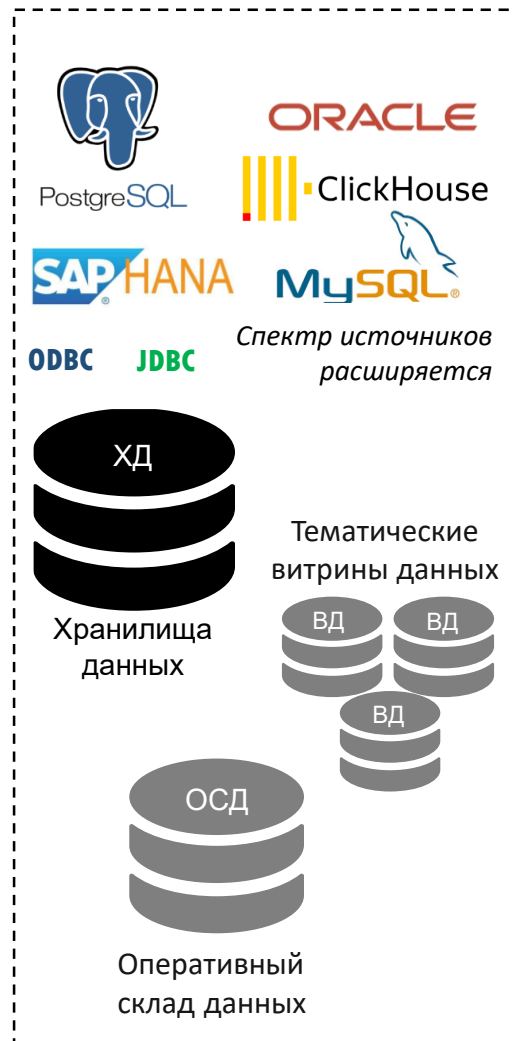 PostgreSQL
ORACLE
ClickHouse
SAP HANA
MySQL
Спектр источников
расширяется
ODBC
JDBC
ХД
Хранилища
данных
Тематические
витрины данных
ВД
ВД
ВД
ОСД
Оперативный
склад данных